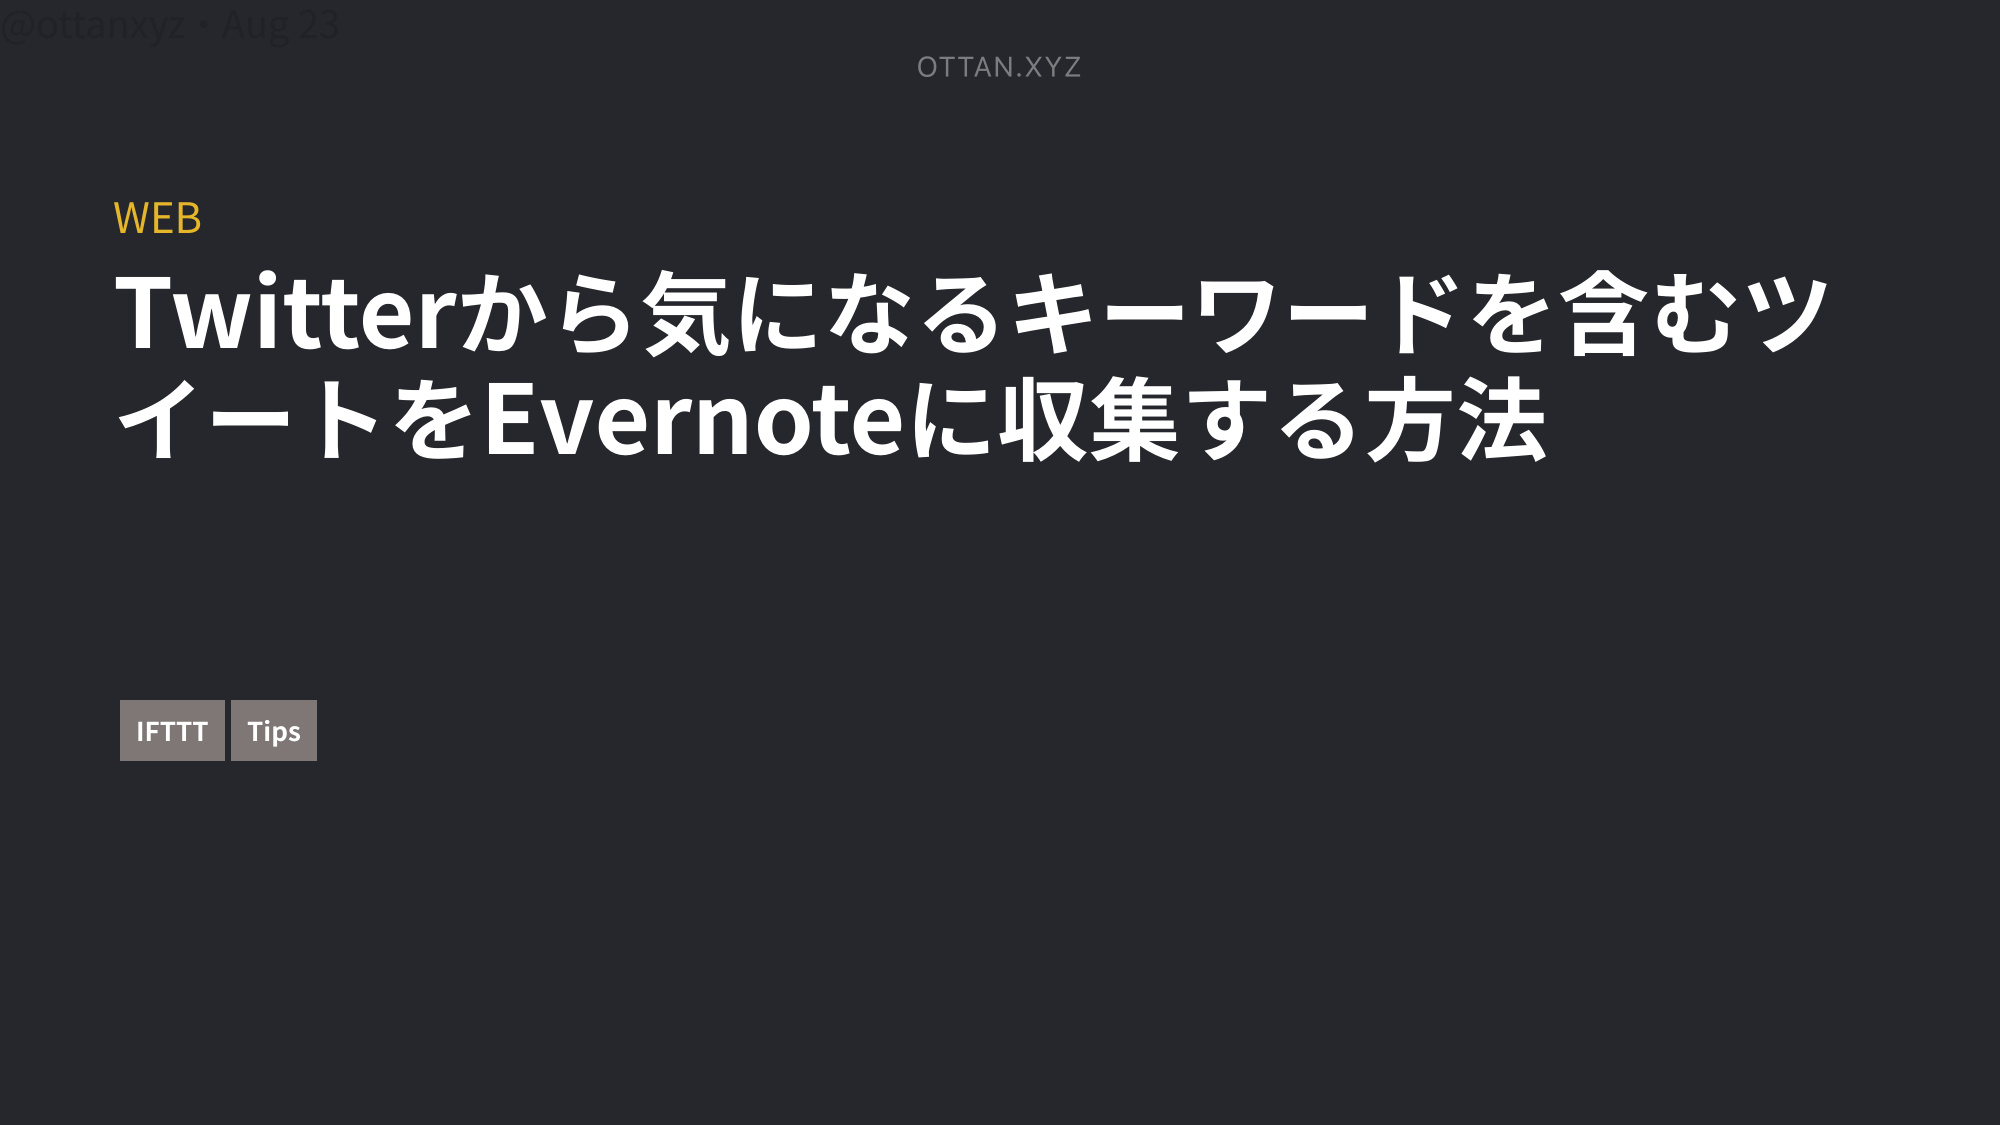 @ottanxyz・Aug 23
OTTAN.XYZ
WEB
Twitterから気になるキーワードを含むツ
イートをEvernoteに収集する方法
IFTTT Tips